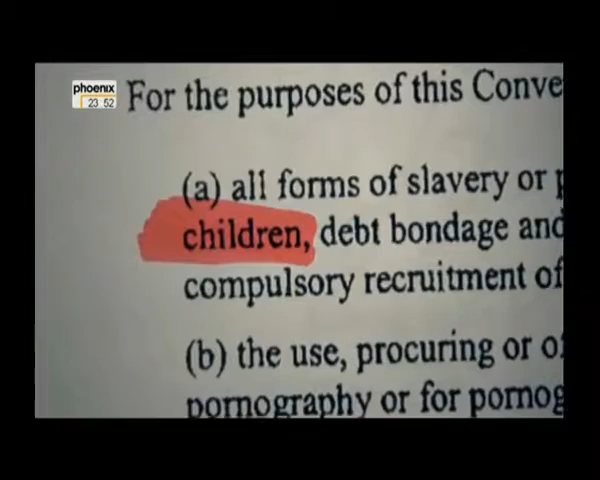 phoenix
23 52
For the purposes of this Conve
(a) all forms of slavery or
children, debt bondage and
compulsory recruitment of
(b) the use, procuring or
pornography or for pornog